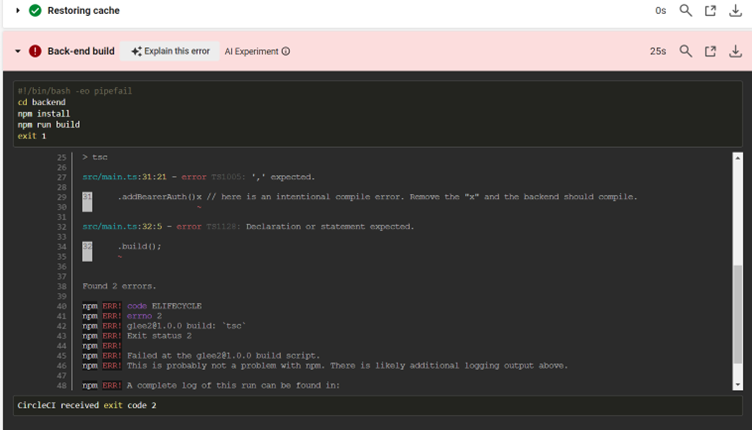 Restoring cache
0s
Back-end build
Explain this error
AI Experiment
25s
#!/bin/bash -eo pipefail
cd backend
npm install
npm run build
exit 1
25 > tsc
26
27 src/main.ts:31:21 - error TS1005: ',' expected.
28
29 31 .addBearerAuth()x // here is an intentional compile error. Remove the "x" and the backend should compile.
30 ~
31
32 src/main.ts:32:5 - error TS1128: Declaration or statement expected.
33
34 32 .build();
35 ~
36
37
38 Found 2 errors.
39
40 npm ERR! code ELIFECYCLE
41 npm ERR! errno 2
42 npm ERR! glee2@1.0.0 build: `tsc`
43 npm ERR! Exit status 2
44 npm ERR!
45 npm ERR! Failed at the glee2@1.0.0 build script.
46 npm ERR! This is probably not a problem with npm. There is likely additional logging output above.
47
48 npm ERR! A complete log of this run can be found in:
CircleCI received exit code 2